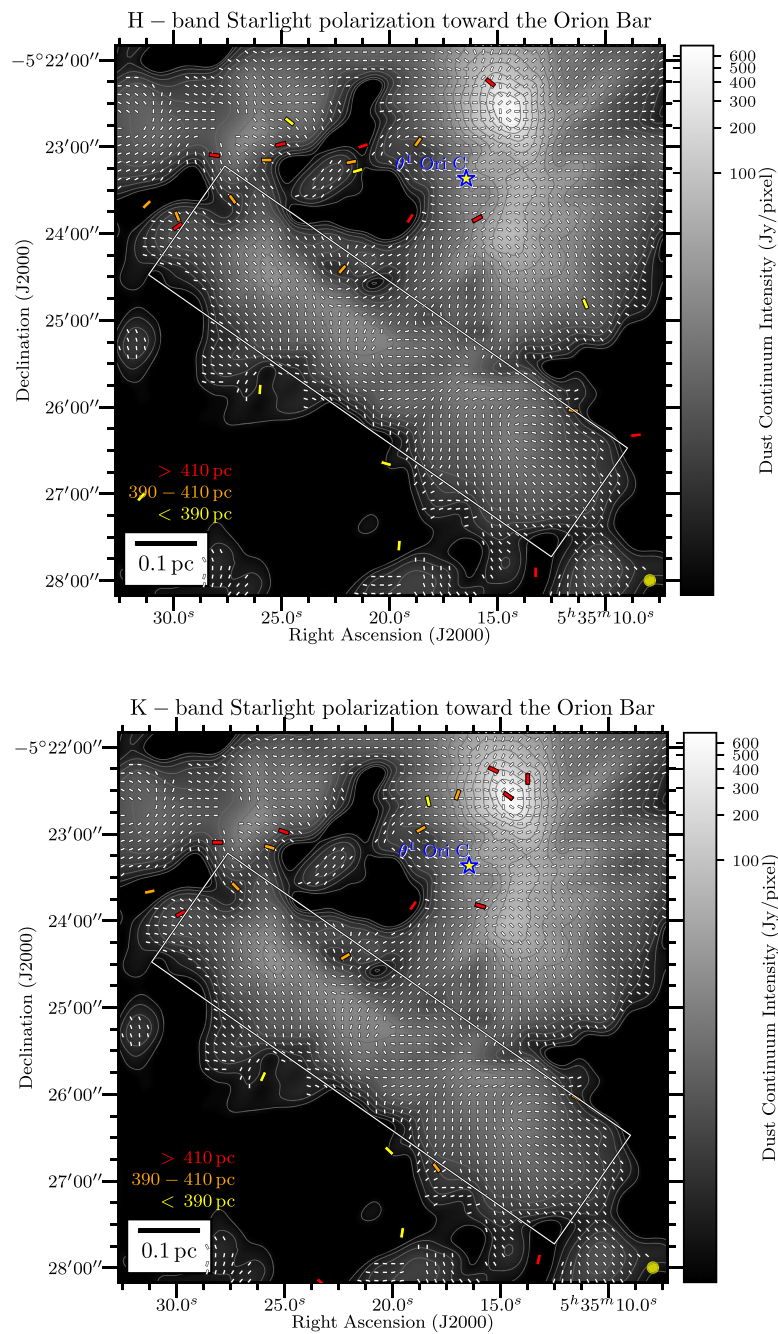 H − band Starlight polarization toward the Orion Bar
−5°22′00″
23′00″
24′00″
25′00″
26′00″
27′00″
28′00″
Declination (J2000)
θ¹ Ori C
> 410 pc
390 − 410 pc
< 390 pc
0.1 pc
30.0ˢ 25.0ˢ 20.0ˢ 15.0ˢ 5ʰ35ᵐ10.0ˢ
Right Ascension (J2000)
600
500
400
300
200
100
Dust Continuum Intensity (Jy/pixel)
K − band Starlight polarization toward the Orion Bar
−5°22′00″
23′00″
24′00″
25′00″
26′00″
27′00″
28′00″
Declination (J2000)
θ¹ Ori C
> 410 pc
390 − 410 pc
< 390 pc
0.1 pc
30.0ˢ 25.0ˢ 20.0ˢ 15.0ˢ 5ʰ35ᵐ10.0ˢ
Right Ascension (J2000)
600
500
400
300
200
100
Dust Continuum Intensity (Jy/pixel)